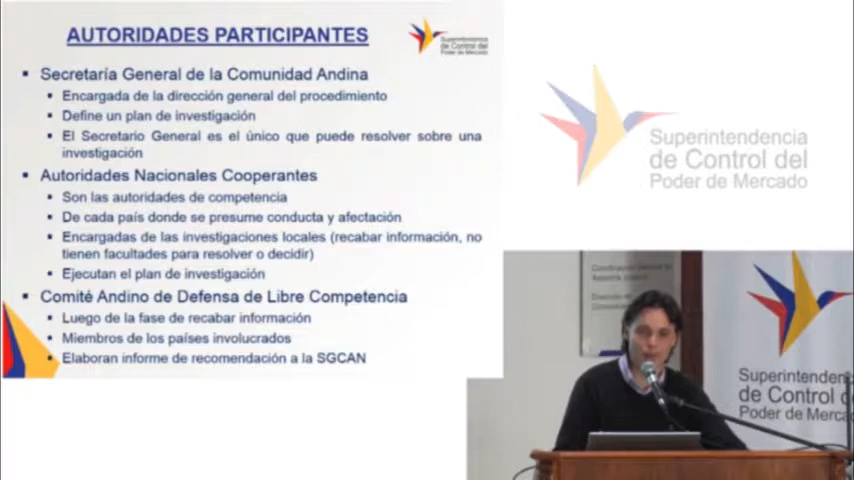 AUTORIDADES PARTICIPANTES
Superintendencia
de Control del
Poder de Mercado
▪ Secretaría General de la Comunidad Andina
▪ Encargada de la dirección general del procedimiento
▪ Define un plan de investigación
▪ El Secretario General es el único que puede resolver sobre una
investigación
▪ Autoridades Nacionales Cooperantes
▪ Son las autoridades de competencia
▪ De cada país donde se presume conducta y afectación
▪ Encargadas de las investigaciones locales (recabar información, no
tienen facultades para resolver o decidir)
▪ Ejecutan el plan de investigación
▪ Comité Andino de Defensa de Libre Competencia
▪ Luego de la fase de recabar información
▪ Miembros de los países involucrados
▪ Elaboran informe de recomendación a la SGCAN
Superintendencia
de Control del
Poder de Mercado
Superintendenc
de Control d
Poder de Merca